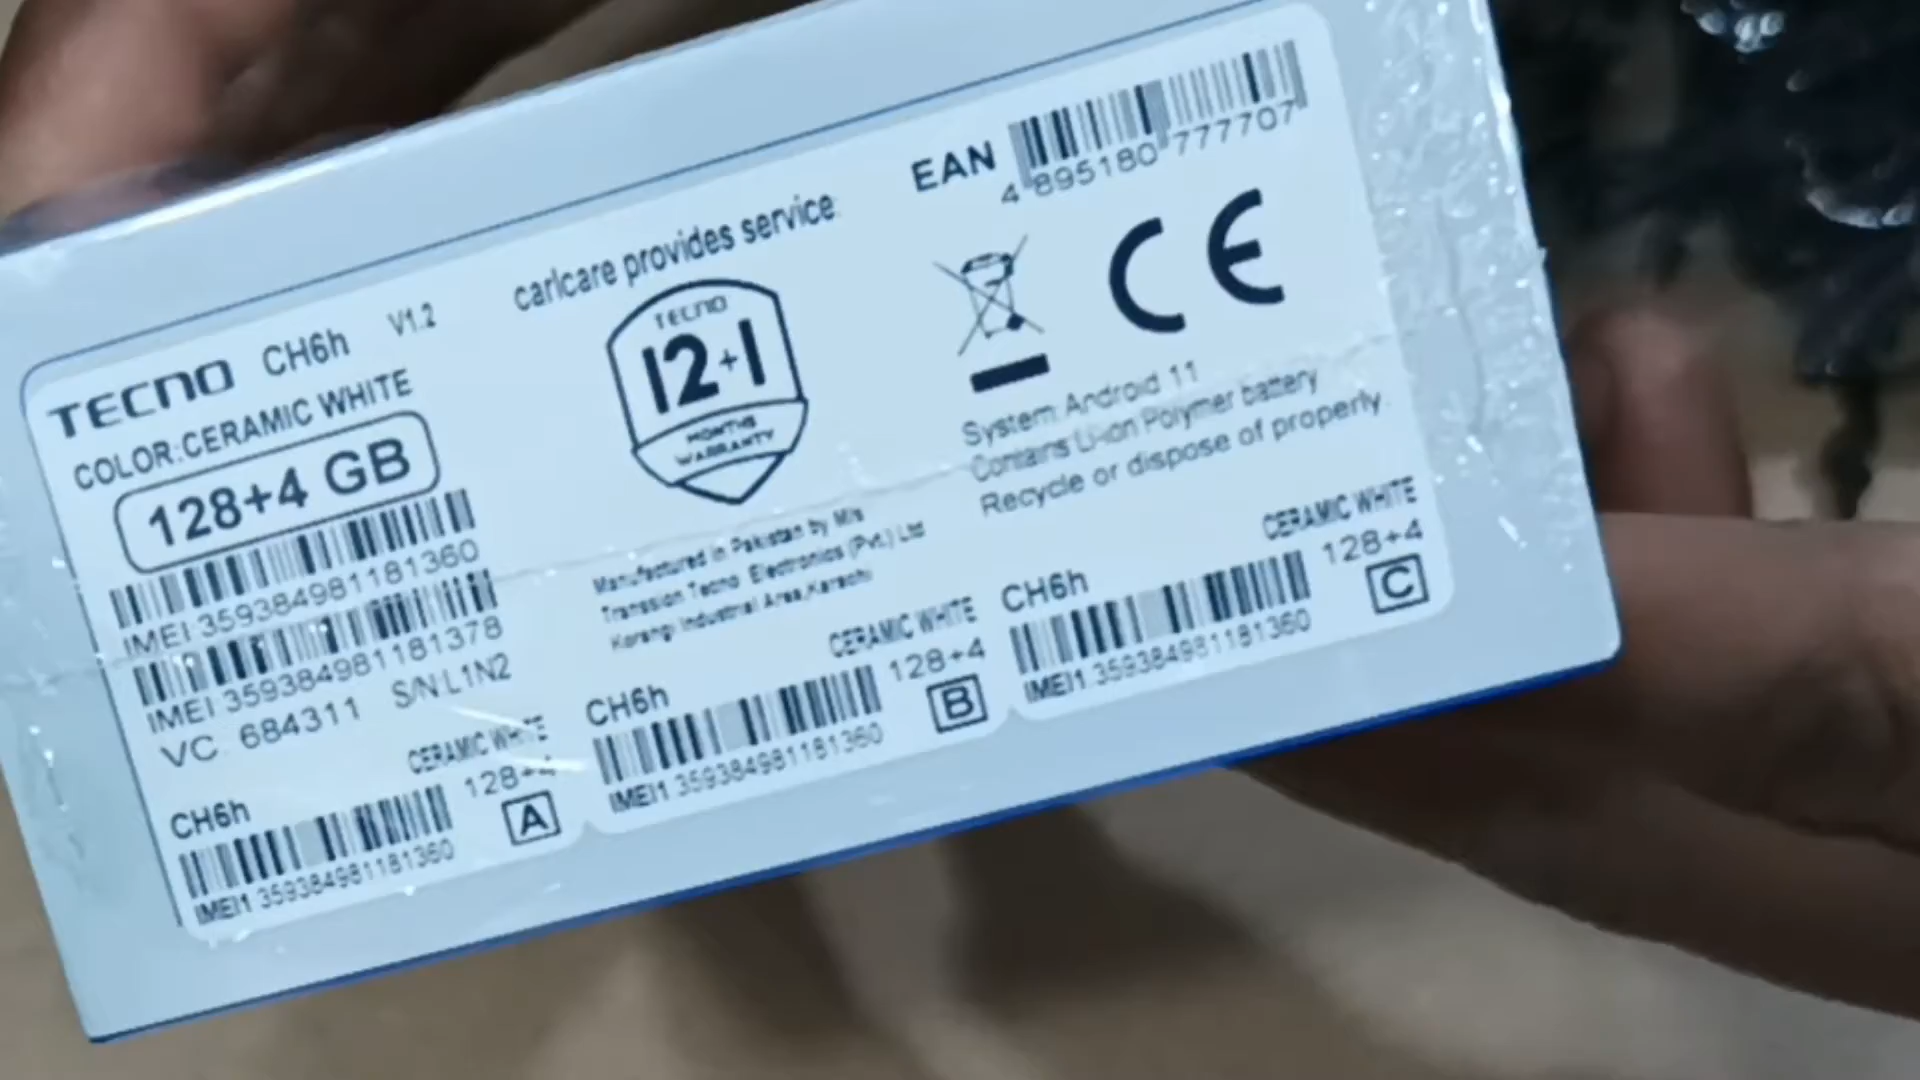 TECNO CH6h V1.2
COLOR:CERAMIC WHITE
128+4 GB
IMEI 359384981181360
IMEI 359384981181378
VC 684311 S/N:L1N2
carlcare provides service
TECNO
12+1
MONTHS
WARRANTY
Manufactured in Pakistan by M/s
Transsion Tecno Electronics (Pvt.) Ltd
Korangi Industrial Area,Karachi
EAN
4 895180 777707
CE
System Android 11
Contains Li-ion Polymer battery
Recycle or dispose of properly.
CERAMIC WHITE
CH6h 128+4
IMEI1 359384981181360
A
CERAMIC WHITE
CH6h 128+4
IMEI1 359384981181360
B
CERAMIC WHITE
CH6h 128+4
IMEI1 359384981181360
C